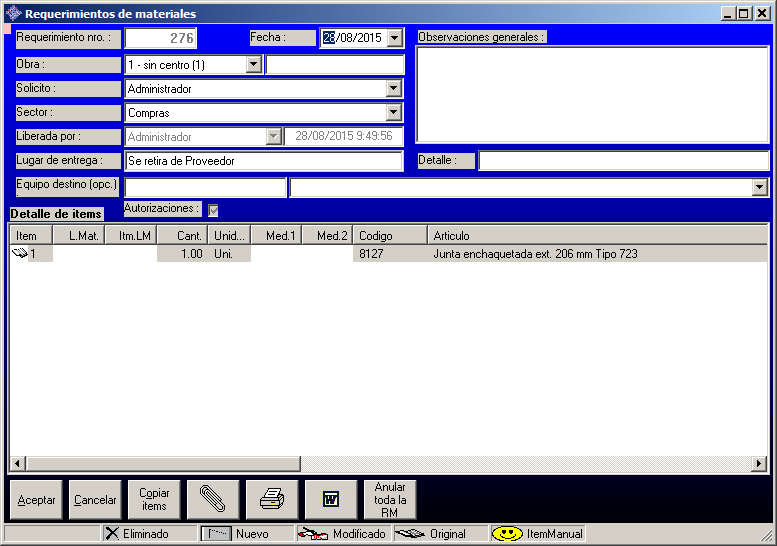 Requerimientos de materiales
Requerimiento nro. : 276 Fecha : 28/08/2015 Observaciones generales :
Obra : 1 - sin centro (1)
Solicito : Administrador
Sector : Compras
Liberada por : Administrador 28/08/2015 9:49:56
Lugar de entrega : Se retira de Proveedor Detalle :
Equipo destino (opc.) :
Autorizaciones :
Detalle de items
Item L.Mat. Itm.LM Cant. Unid... Med.1 Med.2 Codigo Articulo
1 1.00 Uni. 8127 Junta enchaquetada ext. 206 mm Tipo 723
Aceptar Cancelar Copiar items W Anular toda la RM
Eliminado Nuevo Modificado Original ItemManual